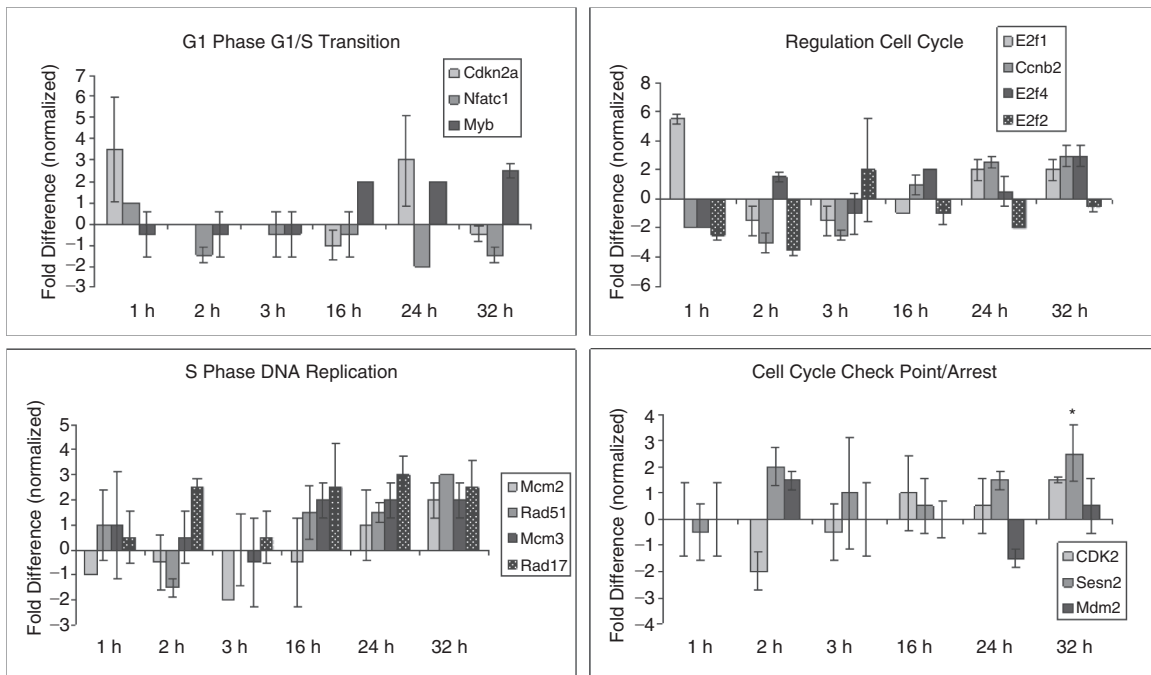 G1 Phase G1/S Transition
Fold Difference (normalized)
7
6
5
4
3
2
1
0
−1
−2
−3
Cdkn2a
Nfatc1
Myb
1 h
2 h
3 h
16 h
24 h
32 h
Regulation Cell Cycle
Fold Difference (normalized)
8
6
4
2
0
−2
−4
−6
E2f1
Ccnb2
E2f4
E2f2
1 h
2 h
3 h
16 h
24 h
32 h
S Phase DNA Replication
Fold Difference (normalized)
5
4
3
2
1
0
−1
−2
−3
Mcm2
Rad51
Mcm3
Rad17
1 h
2 h
3 h
16 h
24 h
32 h
Cell Cycle Check Point/Arrest
Fold Difference (normalized)
4
3
2
1
0
−1
−2
−3
−4
*
CDK2
Sesn2
Mdm2
1 h
2 h
3 h
16 h
24 h
32 h